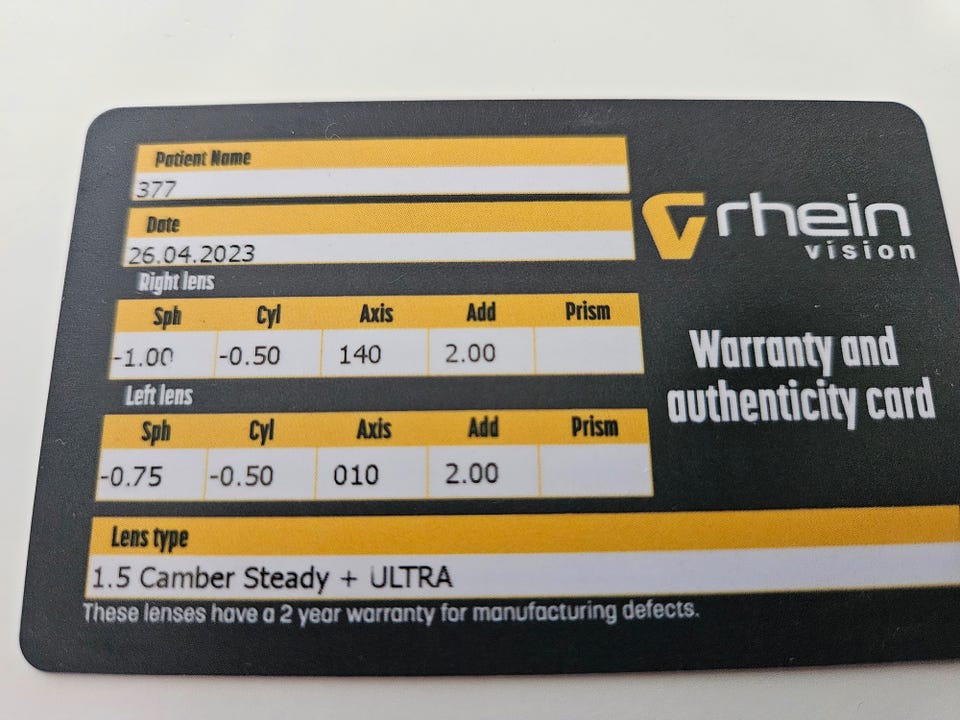 Patient Name
377
Date
26.04.2023
rhein
vision
Right lens
Sph Cyl Axis Add Prism
-1.00 -0.50 140 2.00
Warranty and
authenticity card
Left lens
Sph Cyl Axis Add Prism
-0.75 -0.50 010 2.00
Lens type
1.5 Camber Steady + ULTRA
These lenses have a 2 year warranty for manufacturing defects.